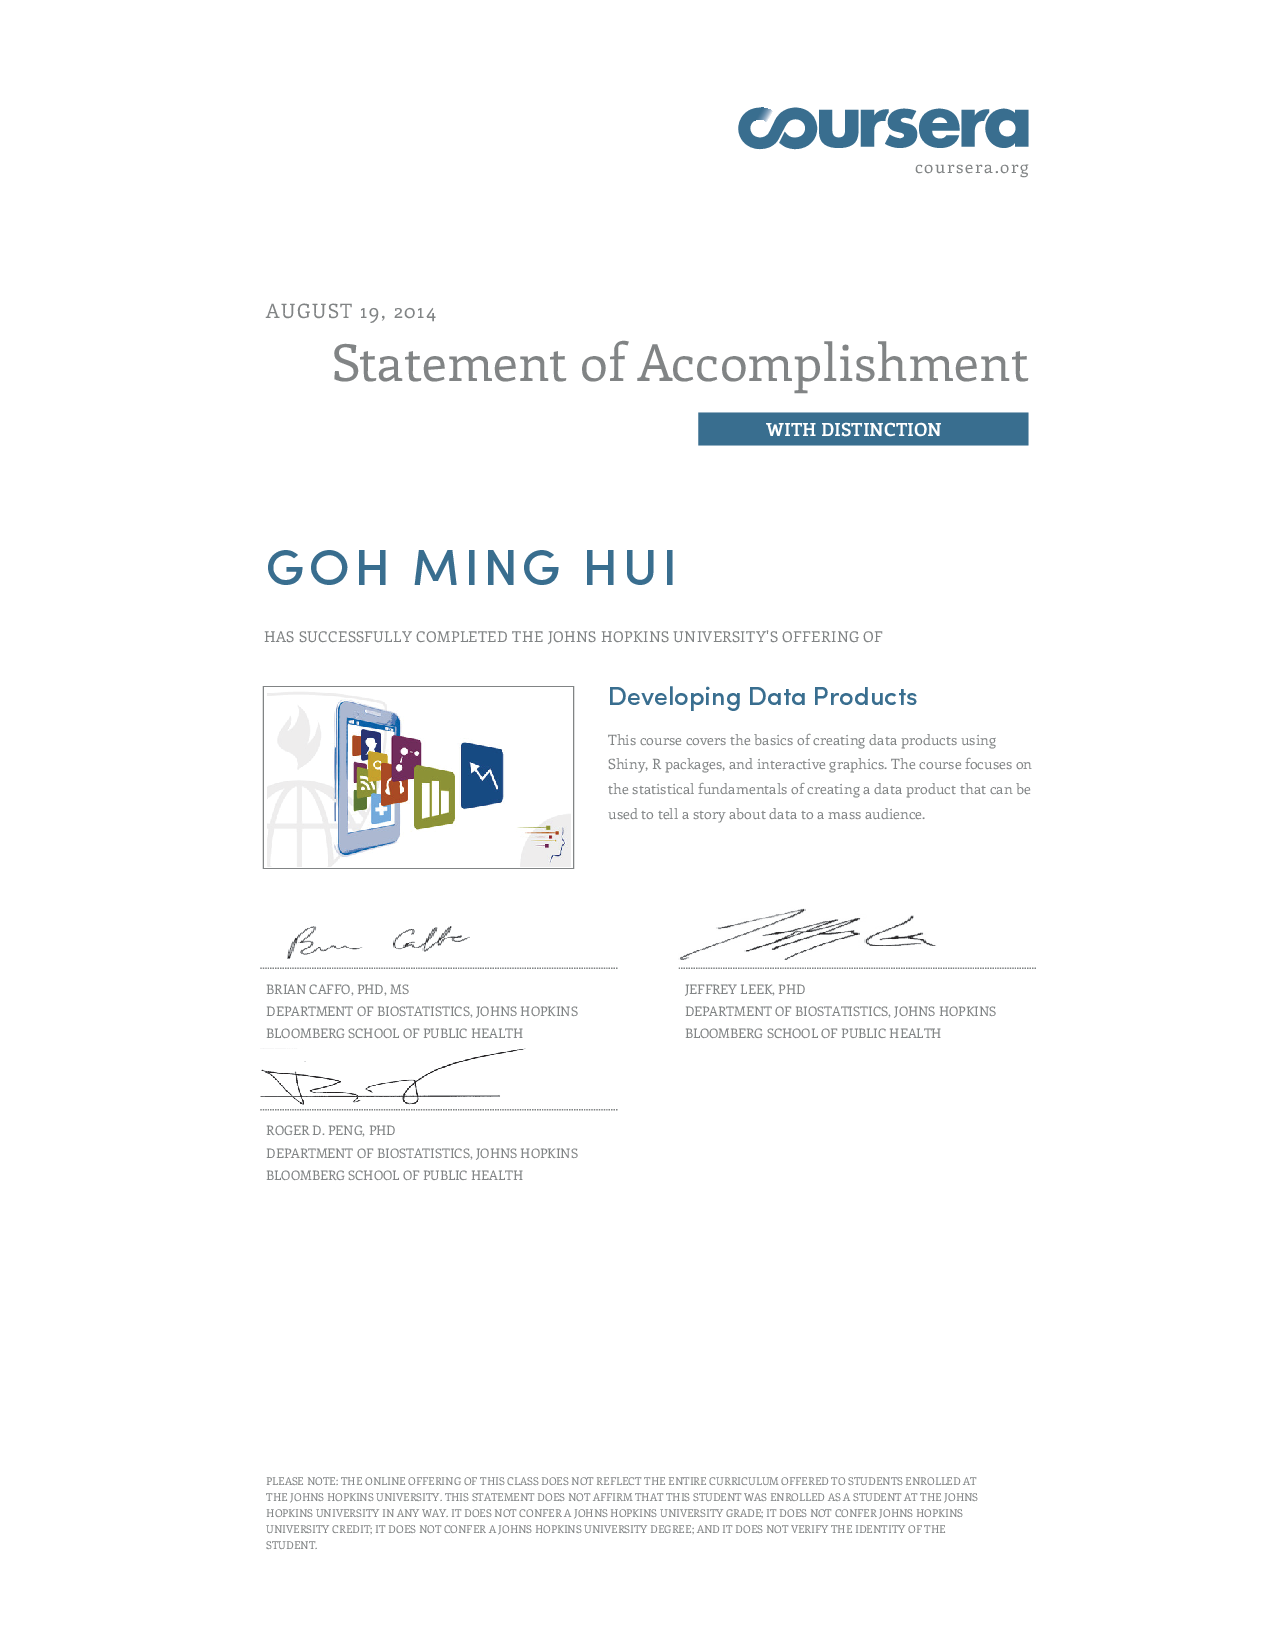 coursera
coursera.org
AUGUST 19, 2014
Statement of Accomplishment
WITH DISTINCTION
GOH MING HUI
HAS SUCCESSFULLY COMPLETED THE JOHNS HOPKINS UNIVERSITY'S OFFERING OF
Developing Data Products
This course covers the basics of creating data products using
Shiny, R packages, and interactive graphics. The course focuses on
the statistical fundamentals of creating a data product that can be
used to tell a story about data to a mass audience.
BRIAN CAFFO, PHD, MS
DEPARTMENT OF BIOSTATISTICS, JOHNS HOPKINS
BLOOMBERG SCHOOL OF PUBLIC HEALTH
JEFFREY LEEK, PHD
DEPARTMENT OF BIOSTATISTICS, JOHNS HOPKINS
BLOOMBERG SCHOOL OF PUBLIC HEALTH
ROGER D. PENG, PHD
DEPARTMENT OF BIOSTATISTICS, JOHNS HOPKINS
BLOOMBERG SCHOOL OF PUBLIC HEALTH
PLEASE NOTE: THE ONLINE OFFERING OF THIS CLASS DOES NOT REFLECT THE ENTIRE CURRICULUM OFFERED TO STUDENTS ENROLLED AT
THE JOHNS HOPKINS UNIVERSITY. THIS STATEMENT DOES NOT AFFIRM THAT THIS STUDENT WAS ENROLLED AS A STUDENT AT THE JOHNS
HOPKINS UNIVERSITY IN ANY WAY. IT DOES NOT CONFER A JOHNS HOPKINS UNIVERSITY GRADE; IT DOES NOT CONFER JOHNS HOPKINS
UNIVERSITY CREDIT; IT DOES NOT CONFER A JOHNS HOPKINS UNIVERSITY DEGREE; AND IT DOES NOT VERIFY THE IDENTITY OF THE
STUDENT.